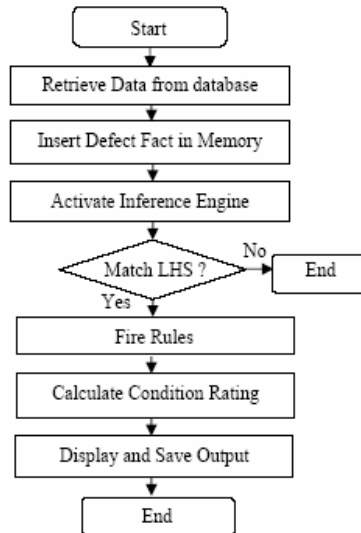 Start
Retrieve Data from database
Insert Defect Fact in Memory
Activate Inference Engine
Match LHS ?
No
End
Yes
Fire Rules
Calculate Condition Rating
Display and Save Output
End